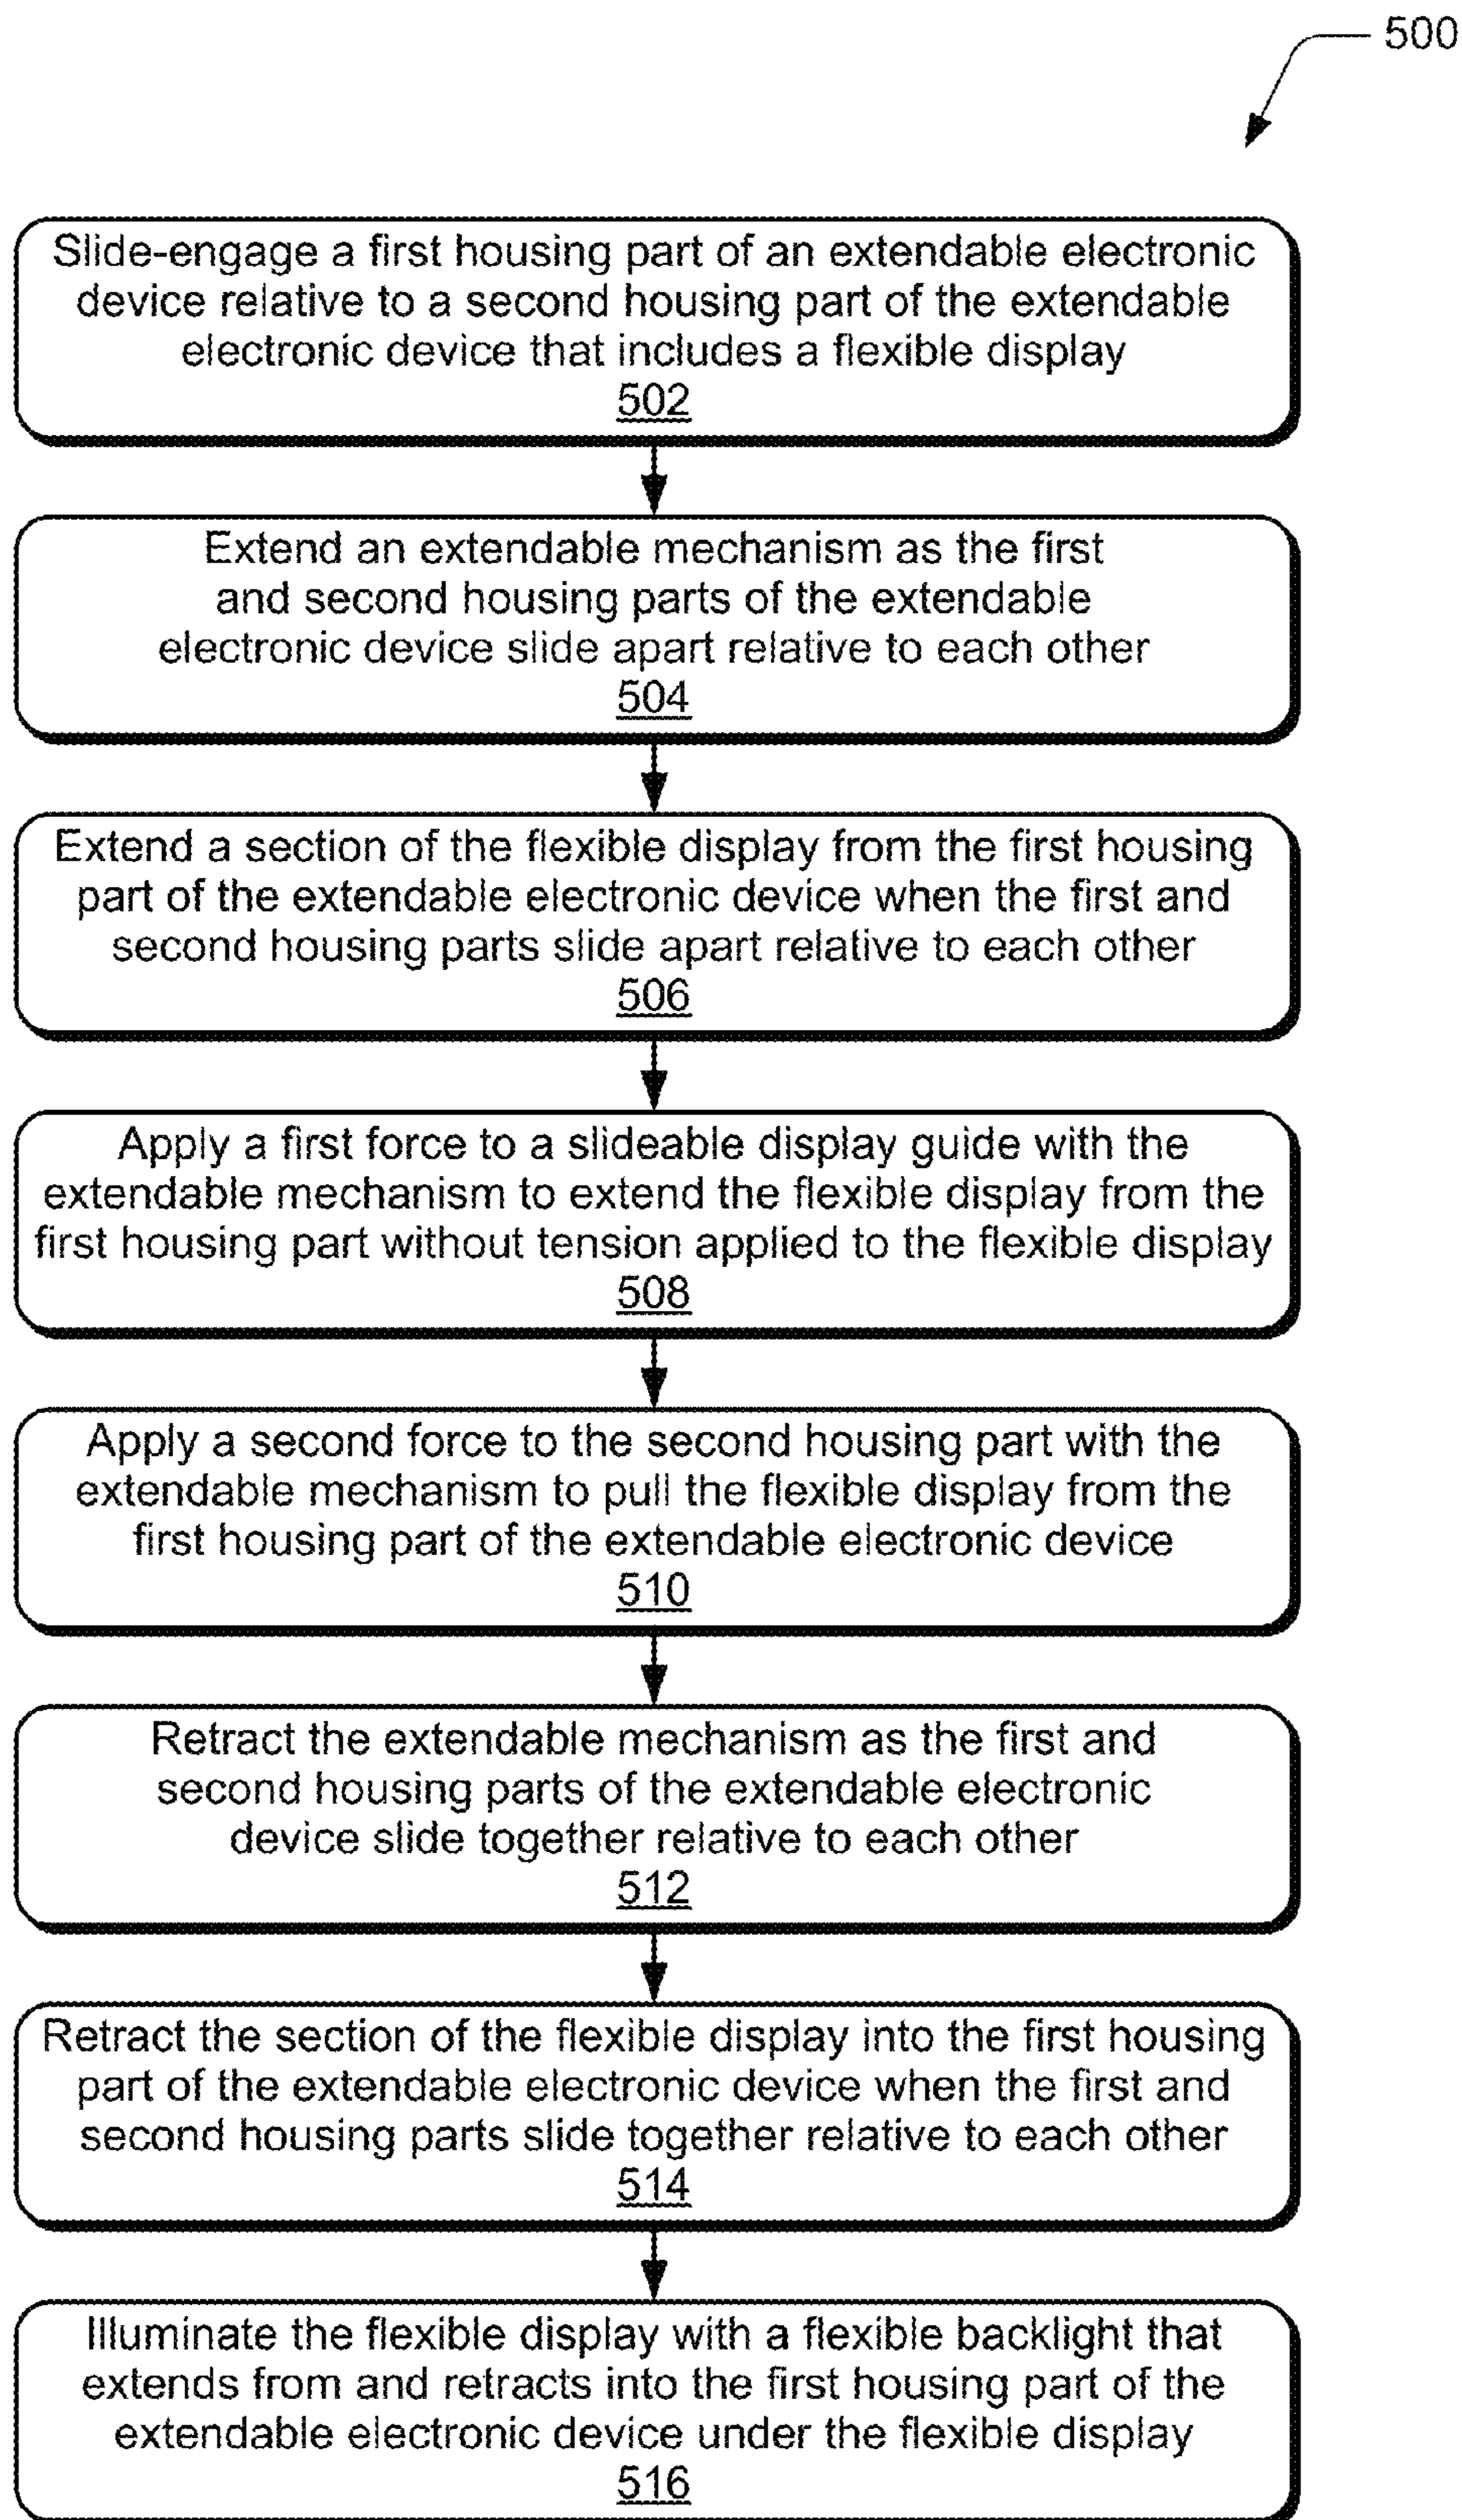 500
Slide-engage a first housing part of an extendable electronic
device relative to a second housing part of the extendable
electronic device that includes a flexible display
502
Extend an extendable mechanism as the first
and second housing parts of the extendable
electronic device slide apart relative to each other
504
Extend a section of the flexible display from the first housing
part of the extendable electronic device when the first and
second housing parts slide apart relative to each other
506
Apply a first force to a slideable display guide with the
extendable mechanism to extend the flexible display from the
first housing part without tension applied to the flexible display
508
Apply a second force to the second housing part with the
extendable mechanism to pull the flexible display from the
first housing part of the extendable electronic device
510
Retract the extendable mechanism as the first and
second housing parts of the extendable electronic
device slide together relative to each other
512
Retract the section of the flexible display into the first housing
part of the extendable electronic device when the first and
second housing parts slide together relative to each other
514
Illuminate the flexible display with a flexible backlight that
extends from and retracts into the first housing part of the
extendable electronic device under the flexible display
516